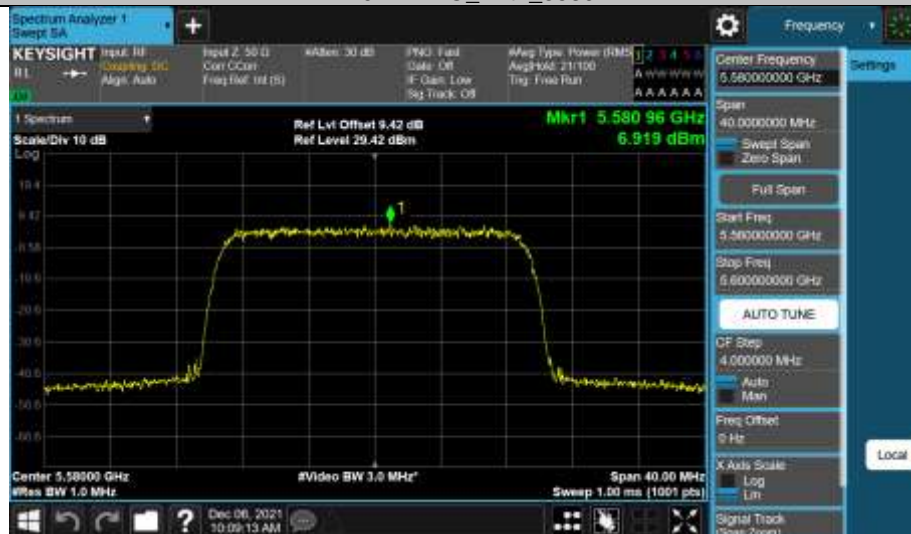 Spectrum Analyzer 1
Swept SA
Frequency
KEYSIGHT
Input: RF
Coupling: DC
Align: Auto
Input Z: 50 Ω
Corr CCorr
Freq Ref: Int (S)
#Atten: 30 dB
PNO: Fast
Gate: Off
IF Gain: Low
Sig Track: Off
#Avg Type: Power (RMS
Avg|Hold: 21/100
Trig: Free Run
A A A A A A
Center Frequency
5.580000000 GHz
Settings
Span
40.0000000 MHz
Swept Span
Zero Span
Full Span
Start Freq
5.560000000 GHz
Stop Freq
5.600000000 GHz
AUTO TUNE
CF Step
4.000000 MHz
Auto
Man
Freq Offset
0 Hz
X Axis Scale
Log
Lin
Signal Track
(Span Zoom)
Local
1 Spectrum
Scale/Div 10 dB
Log
Ref Lvl Offset 9.42 dB
Ref Level 29.42 dBm
Mkr1 5.580 96 GHz
6.919 dBm
19.4
9.42
-0.58
-10.6
-20.6
-30.6
-40.6
-50.6
-60.6
1
Center 5.58000 GHz
#Res BW 1.0 MHz
#Video BW 3.0 MHz*
Span 40.00 MHz
Sweep 1.00 ms (1001 pts)
Dec 08, 2021
10:09:13 AM